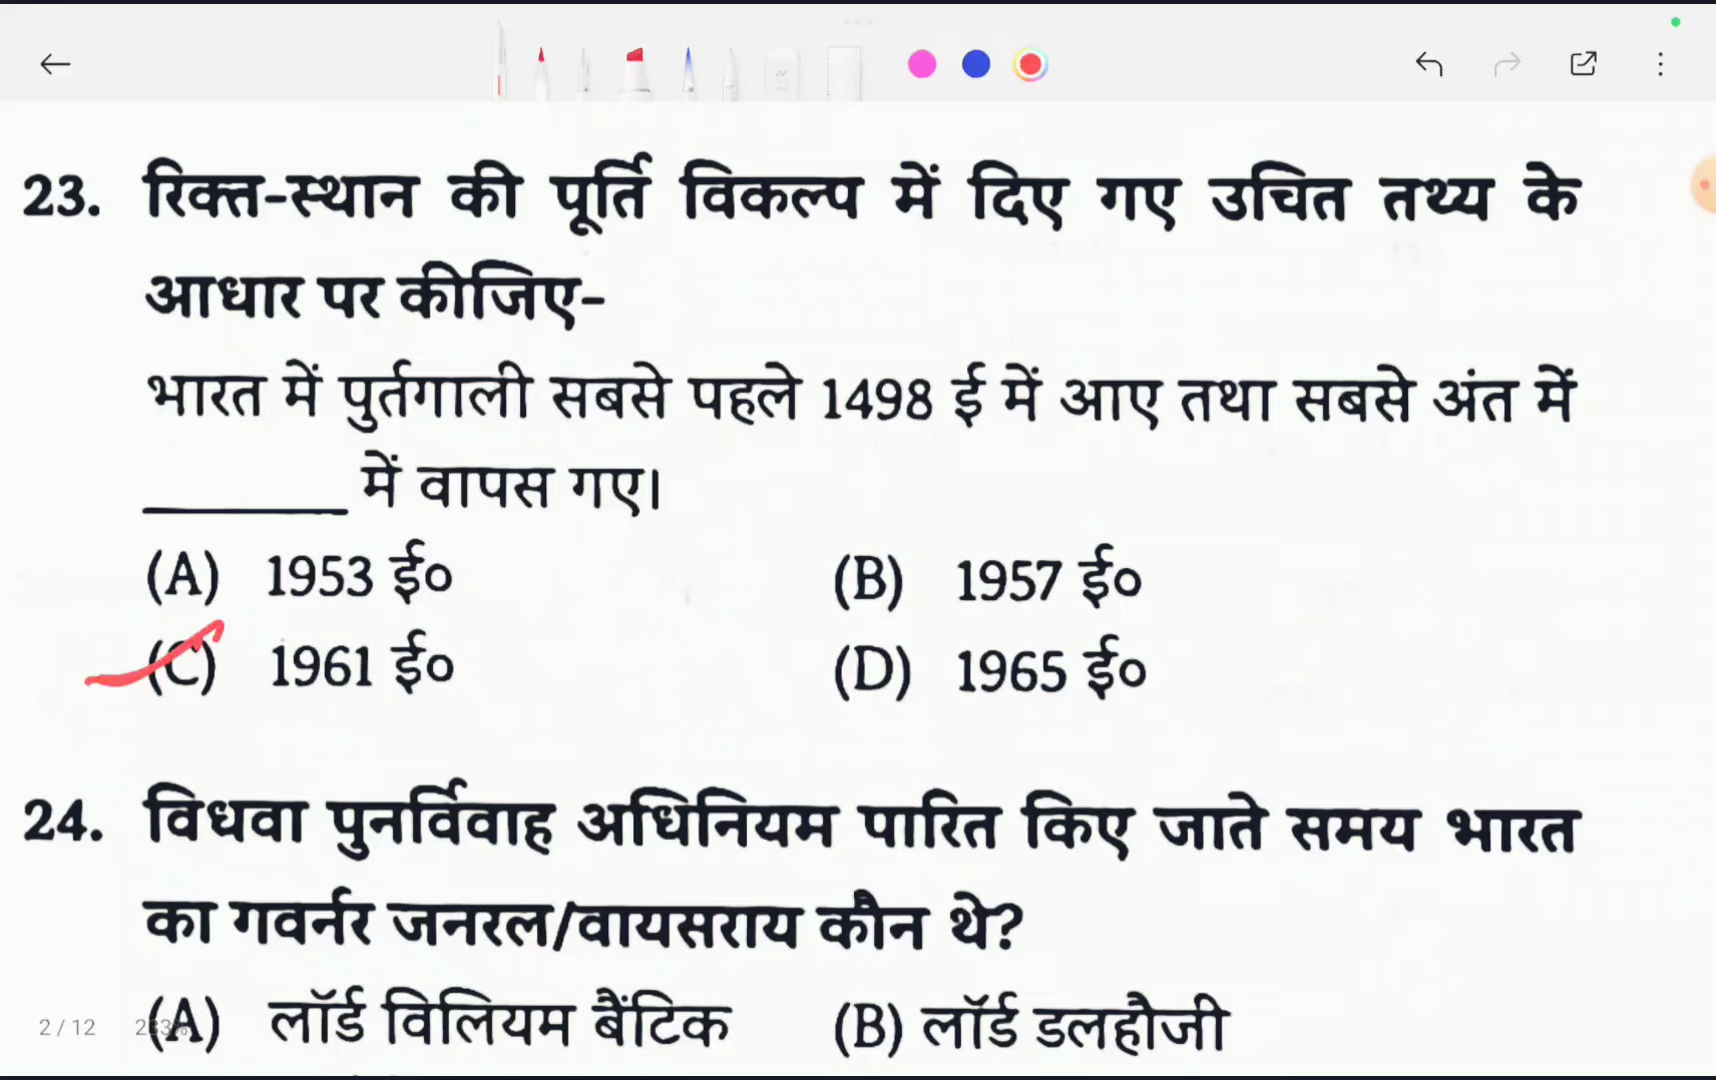 23. रिक्त-स्थान की पूर्ति विकल्प में दिए गए उचित तथ्य के
आधार पर कीजिए-
भारत में पुर्तगाली सबसे पहले 1498 ई में आए तथा सबसे अंत में
_______ में वापस गए।
(A) 1953 ई० (B) 1957 ई०
(C) 1961 ई० (D) 1965 ई०
24. विधवा पुनर्विवाह अधिनियम पारित किए जाते समय भारत
का गवर्नर जनरल/वायसराय कौन थे?
(A) लॉर्ड विलियम बैंटिक (B) लॉर्ड डलहौजी
2 / 12